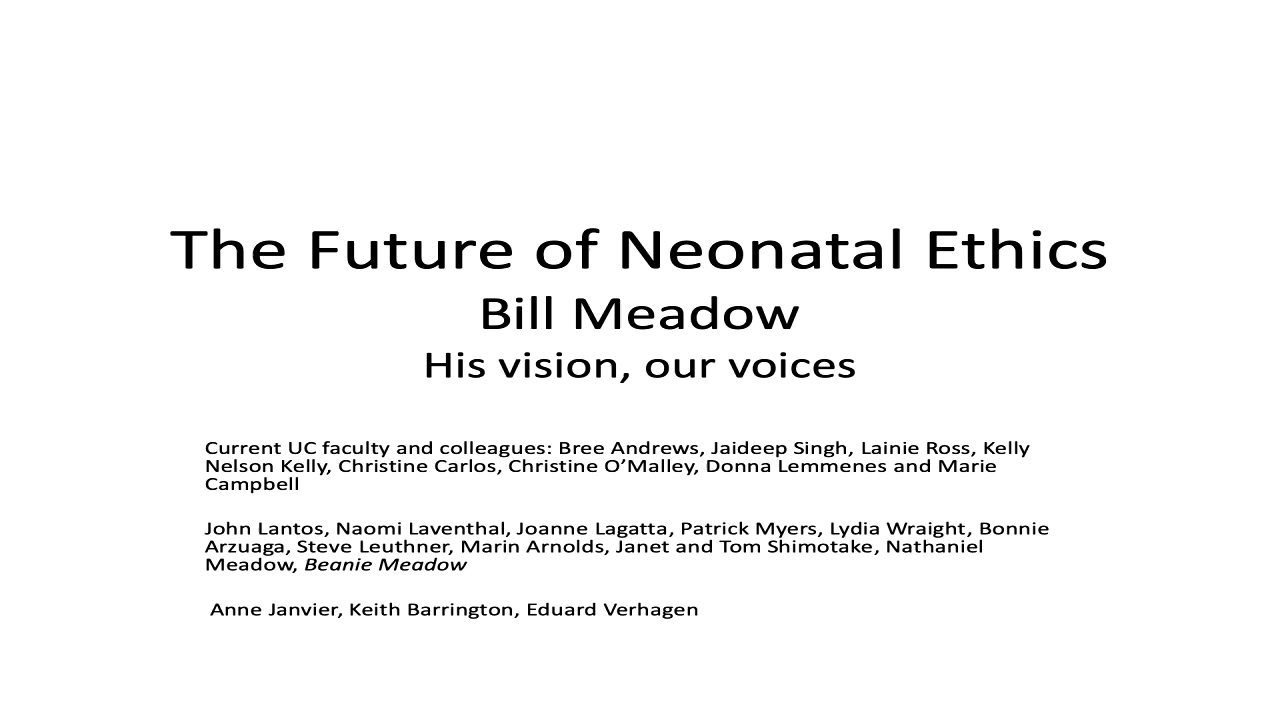 The Future of Neonatal Ethics
Bill Meadow
His vision, our voices
Current UC faculty and colleagues: Bree Andrews, Jaideep Singh, Lainie Ross, Kelly
Nelson Kelly, Christine Carlos, Christine O’Malley, Donna Lemmenes and Marie
Campbell
John Lantos, Naomi Laventhal, Joanne Lagatta, Patrick Myers, Lydia Wraight, Bonnie
Arzuaga, Steve Leuthner, Marin Arnolds, Janet and Tom Shimotake, Nathaniel
Meadow, Beanie Meadow
Anne Janvier, Keith Barrington, Eduard Verhagen